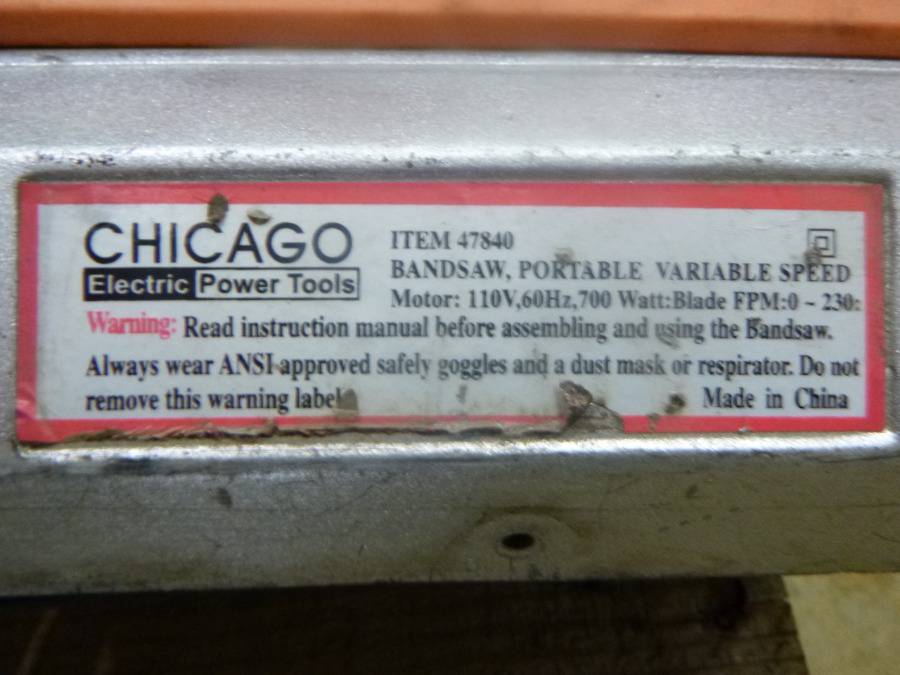 CHICAGO
Electric Power Tools
ITEM 47840
BANDSAW, PORTABLE VARIABLE SPEED
Motor: 110V,60Hz,700 Watt:Blade FPM:0 ~ 230:
Warning: Read instruction manual before assembling and using the Bandsaw.
Always wear ANSI-approved safely goggles and a dust mask or respirator. Do not
remove this warning label
Made in China